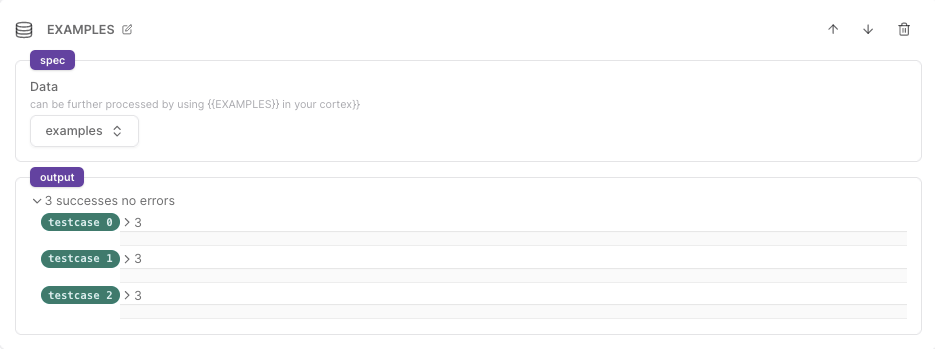 EXAMPLES
spec
Data
can be further processed by using {{EXAMPLES}} in your cortex}}
examples
output
3 successes no errors
testcase 0 3
testcase 1 3
testcase 2 3